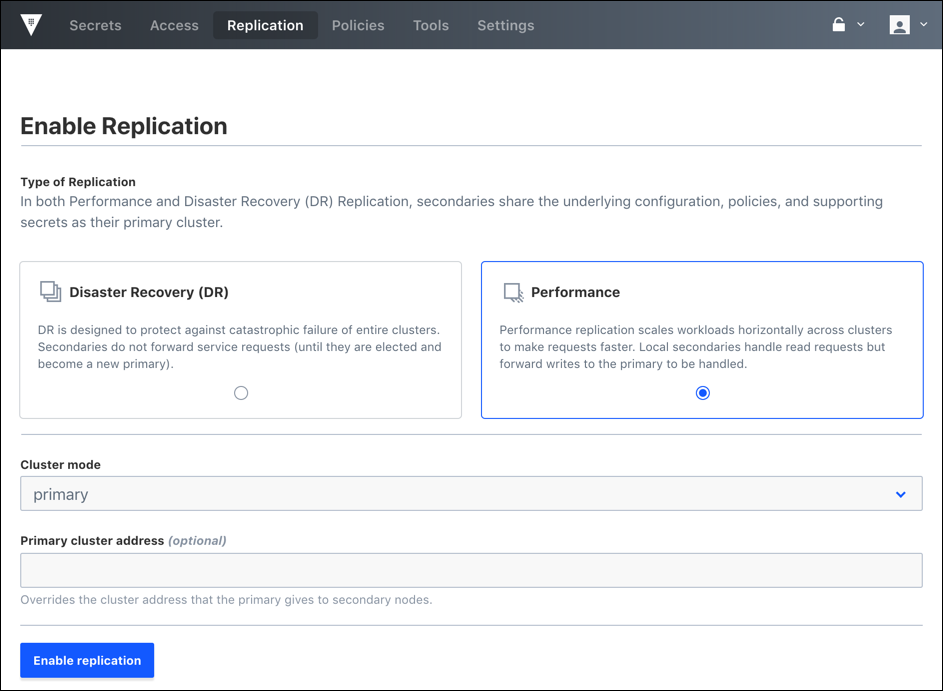 Secrets Access Replication Policies Tools Settings
Enable Replication
Type of Replication
In both Performance and Disaster Recovery (DR) Replication, secondaries share the underlying configuration, policies, and supporting
secrets as their primary cluster.
Disaster Recovery (DR)
DR is designed to protect against catastrophic failure of entire clusters.
Secondaries do not forward service requests (until they are elected and
become a new primary).
Performance
Performance replication scales workloads horizontally across clusters
to make requests faster. Local secondaries handle read requests but
forward writes to the primary to be handled.
Cluster mode
primary
Primary cluster address (optional)
Overrides the cluster address that the primary gives to secondary nodes.
Enable replication